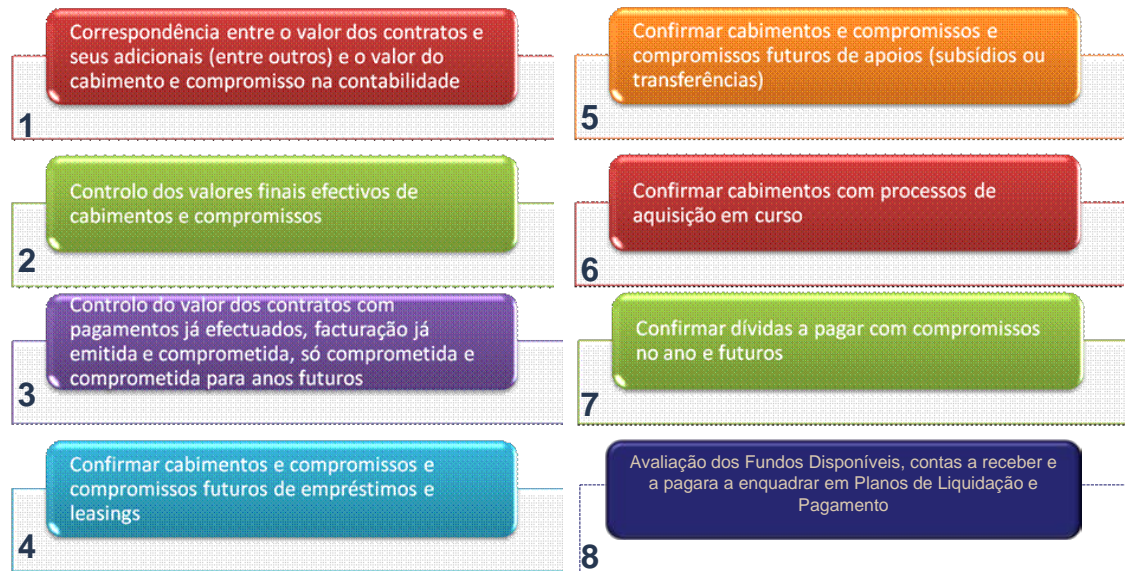 Correspondência entre o valor dos contratos e
seus adicionais (entre outros) e o valor do
cabimento e compromisso na contabilidade
1
Controlo dos valores finais efectivos de
cabimentos e compromissos
2
Controlo do valor dos contratos com
pagamentos já efectuados, facturação já
emitida e comprometida, só comprometida e
comprometida para anos futuros
3
Confirmar cabimentos e compromissos e
compromissos futuros de empréstimos e
leasings
4
Confirmar cabimentos e compromissos e
compromissos futuros de apoios (subsídios ou
transferências)
5
Confirmar cabimentos com processos de
aquisição em curso
6
Confirmar dívidas a pagar com compromissos
no ano e futuros
7
Avaliação dos Fundos Disponíveis, contas a receber e
a pagara a enquadrar em Planos de Liquidação e
Pagamento
8